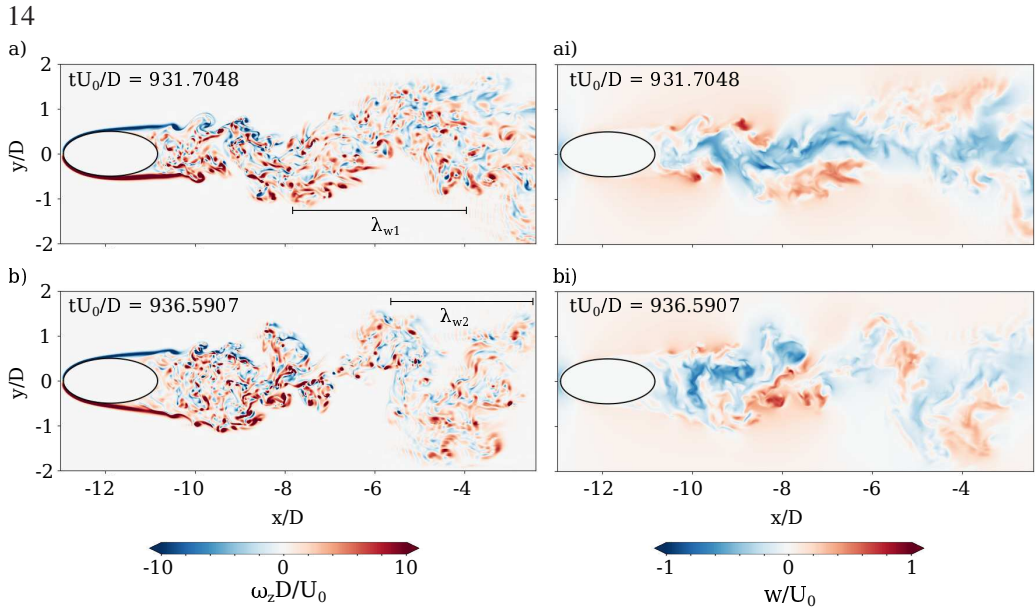 14
a)
ai)
tU₀/D = 931.7048
tU₀/D = 931.7048
2
1
0
-1
-2
y/D
λw1
b)
bi)
tU₀/D = 936.5907
tU₀/D = 936.5907
λw2
2
1
0
-1
-2
y/D
-12 -10 -8 -6 -4
-12 -10 -8 -6 -4
x/D
x/D
-10 0 10
-1 0 1
ωzD/U₀
w/U₀